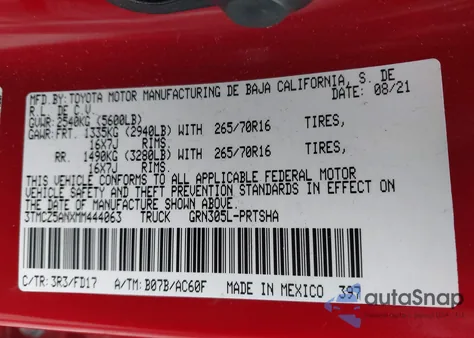 MFD.BY: TOYOTA MOTOR MANUFACTURING DE BAJA CALIFORNIA, S. DE
R.L. DE C.V. DATE: 08/21
GVWR: 2540KG (5600LB)
GAWR: FRT. 1335KG (2940LB) WITH 265/70R16 TIRES,
16X7J RIMS.
RR. 1490KG (3280LB) WITH 265/70R16 TIRES,
16X7J RIMS.
THIS VEHICLE CONFORMS TO ALL APPLICABLE FEDERAL MOTOR
VEHICLE SAFETY AND THEFT PREVENTION STANDARDS IN EFFECT ON
THE DATE OF MANUFACTURE SHOWN ABOVE.
3TMCZ5ANXMM444063 TRUCK GRN305L-PRTSHA
C/TR: 3R3/FD17 A/TM: B07B/AC60F MADE IN MEXICO 397
autaSnap